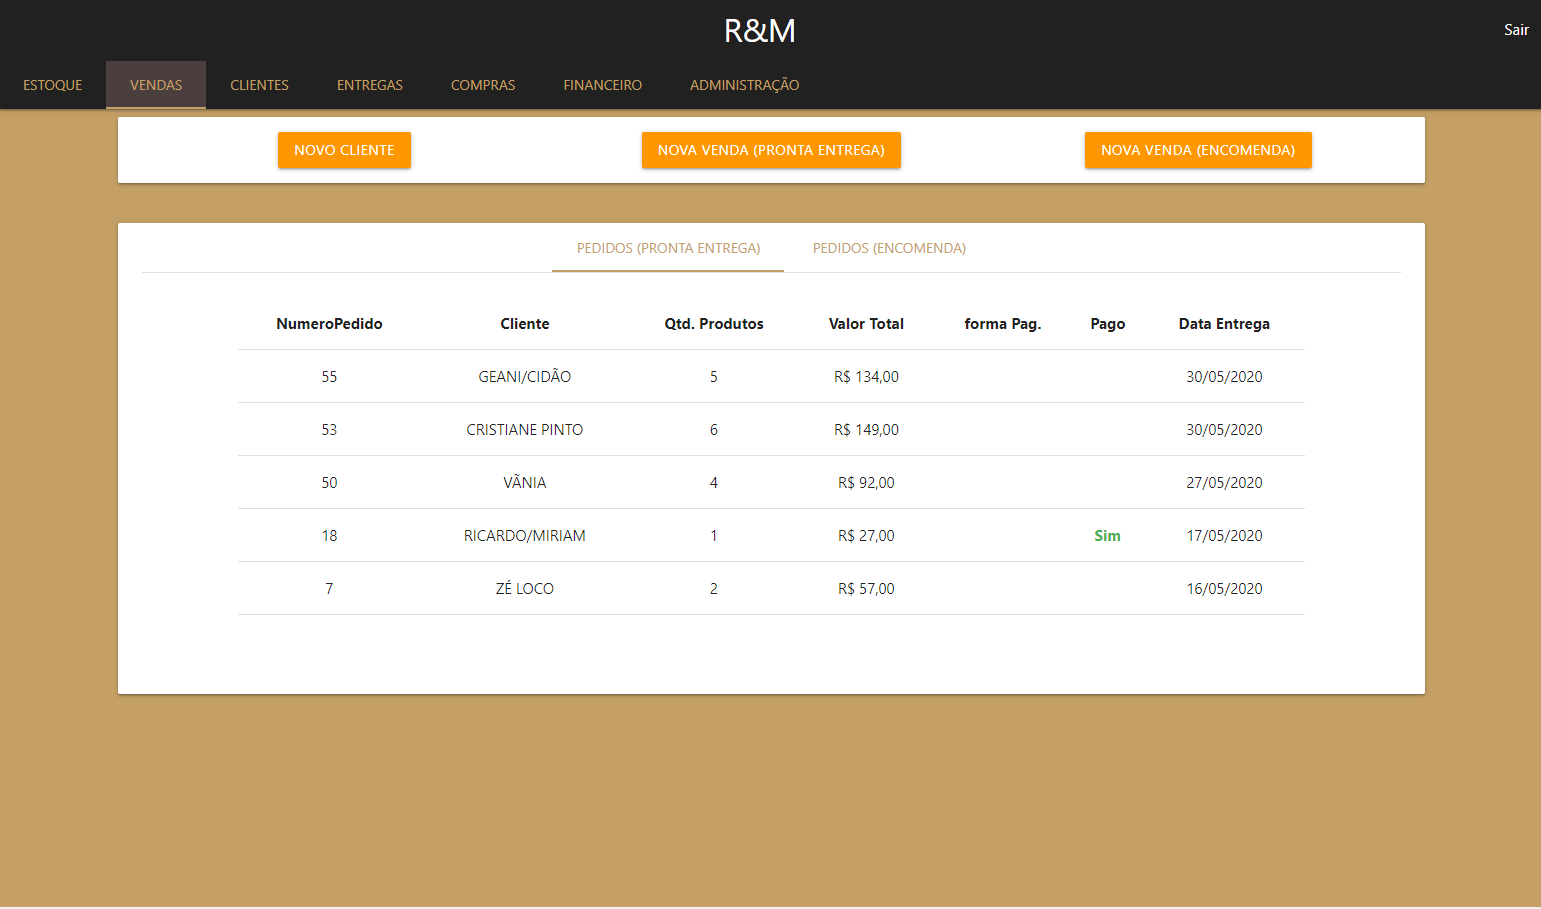 R&M
Sair
ESTOQUE VENDAS CLIENTES ENTREGAS COMPRAS FINANCEIRO ADMINISTRAÇÃO
NOVO CLIENTE NOVA VENDA (PRONTA ENTREGA) NOVA VENDA (ENCOMENDA)
PEDIDOS (PRONTA ENTREGA) PEDIDOS (ENCOMENDA)
NumeroPedido Cliente Qtd. Produtos Valor Total forma Pag. Pago Data Entrega
55 GEANI/CIDÃO 5 R$ 134,00 30/05/2020
53 CRISTIANE PINTO 6 R$ 149,00 30/05/2020
50 VÃNIA 4 R$ 92,00 27/05/2020
18 RICARDO/MIRIAM 1 R$ 27,00 Sim 17/05/2020
7 ZÉ LOCO 2 R$ 57,00 16/05/2020